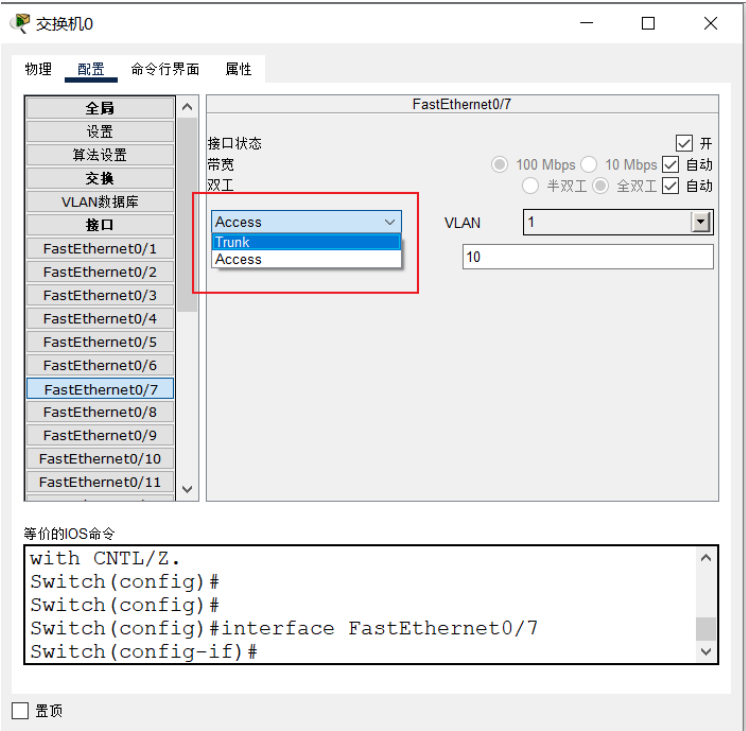 交换机0
物理 配置 命令行界面 属性
全局
设置
算法设置
交换
VLAN数据库
接口
FastEthernet0/1
FastEthernet0/2
FastEthernet0/3
FastEthernet0/4
FastEthernet0/5
FastEthernet0/6
FastEthernet0/7
FastEthernet0/8
FastEthernet0/9
FastEthernet0/10
FastEthernet0/11
FastEthernet0/7
接口状态 开
带宽 100 Mbps 10 Mbps 自动
双工 半双工 全双工 自动
Access VLAN 1
Trunk
Access
10
等价的IOS命令
with CNTL/Z.
Switch(config)#
Switch(config)#
Switch(config)#interface FastEthernet0/7
Switch(config-if)#
置顶